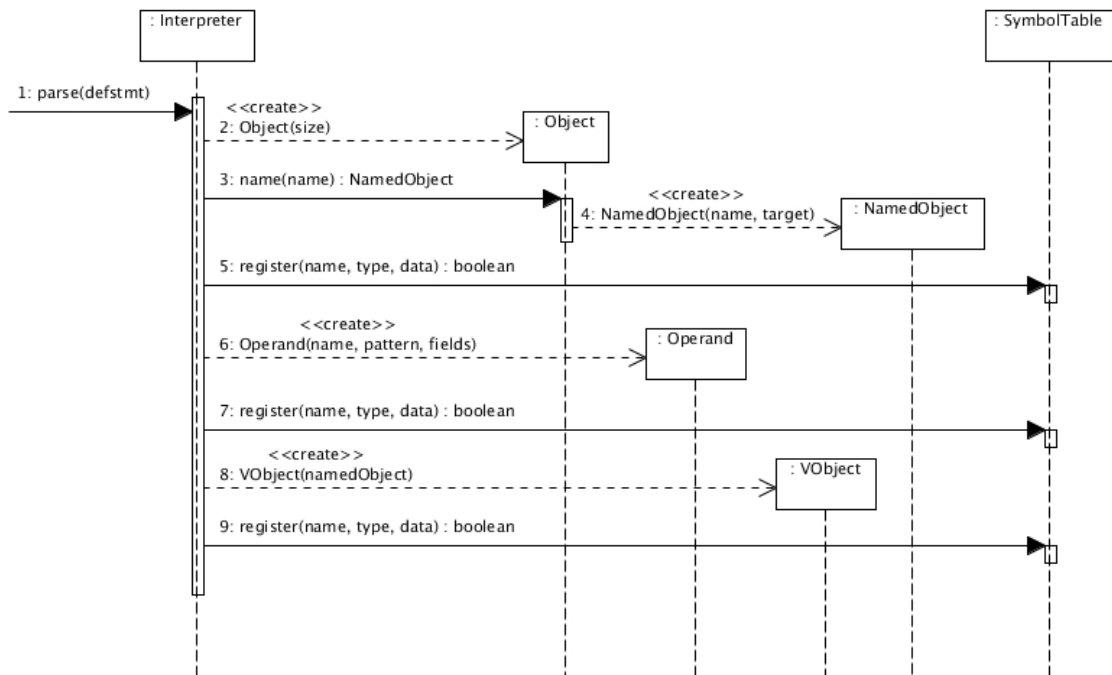 : Interpreter
: SymbolTable
1: parse(defstmt)
<<create>>
2: Object(size)
: Object
3: name(name) : NamedObject
<<create>>
4: NamedObject(name, target)
: NamedObject
5: register(name, type, data) : boolean
<<create>>
6: Operand(name, pattern, fields)
: Operand
7: register(name, type, data) : boolean
<<create>>
8: VObject(namedObject)
: VObject
9: register(name, type, data) : boolean